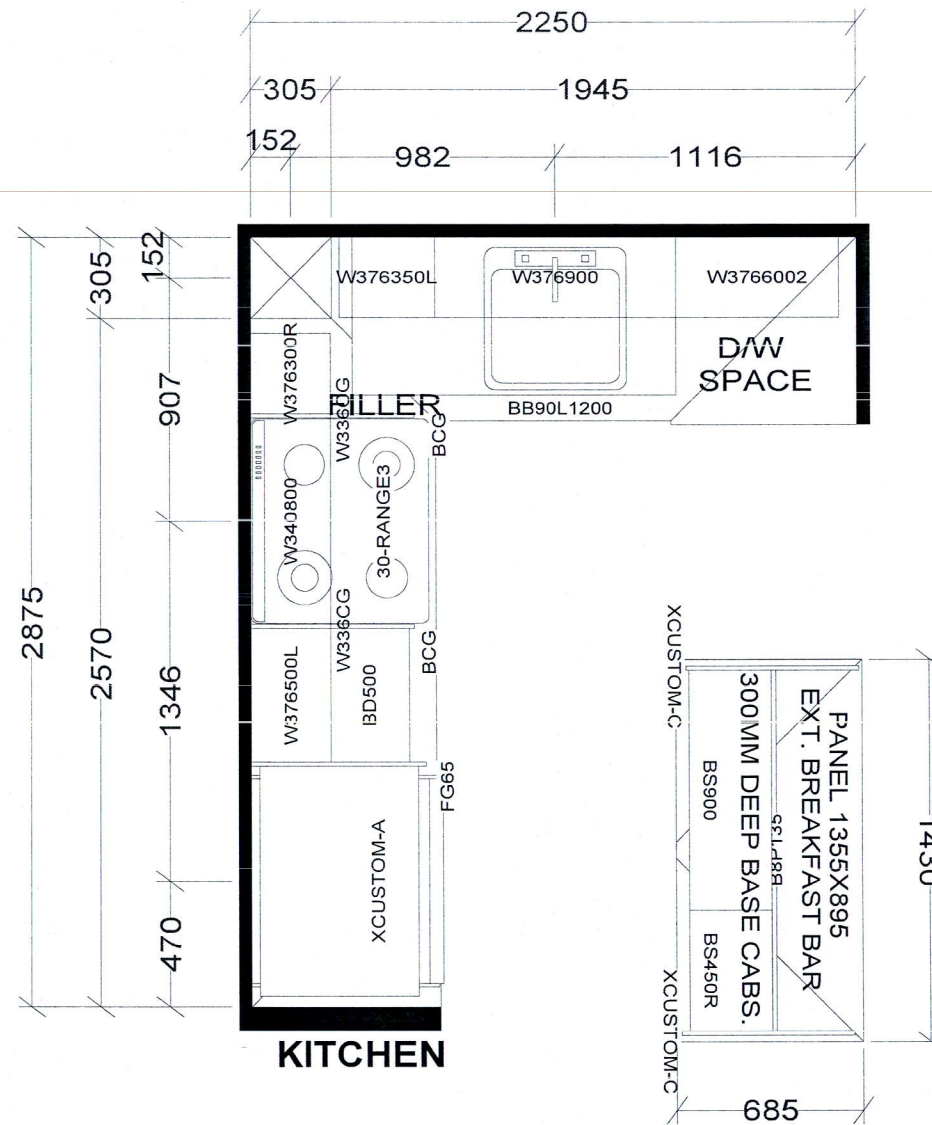 2250
305
1945
152
982
1116
152
305
907
2875
2570
1346
470
W376350L
W376900
W3766002
D/W
SPACE
W376300R
FILLER
BB90L1200
BCG
W340800
30-RANGE3
W336CG
BCG
W376500L
BD500
FG65
XCUSTOM-A
KITCHEN
XCUSTOM-C
PANEL 1355X895
EXT. BREAKFAST BAR
300MM DEEP BASE CABS.
BS900
BS450R
XCUSTOM-C
1430
685